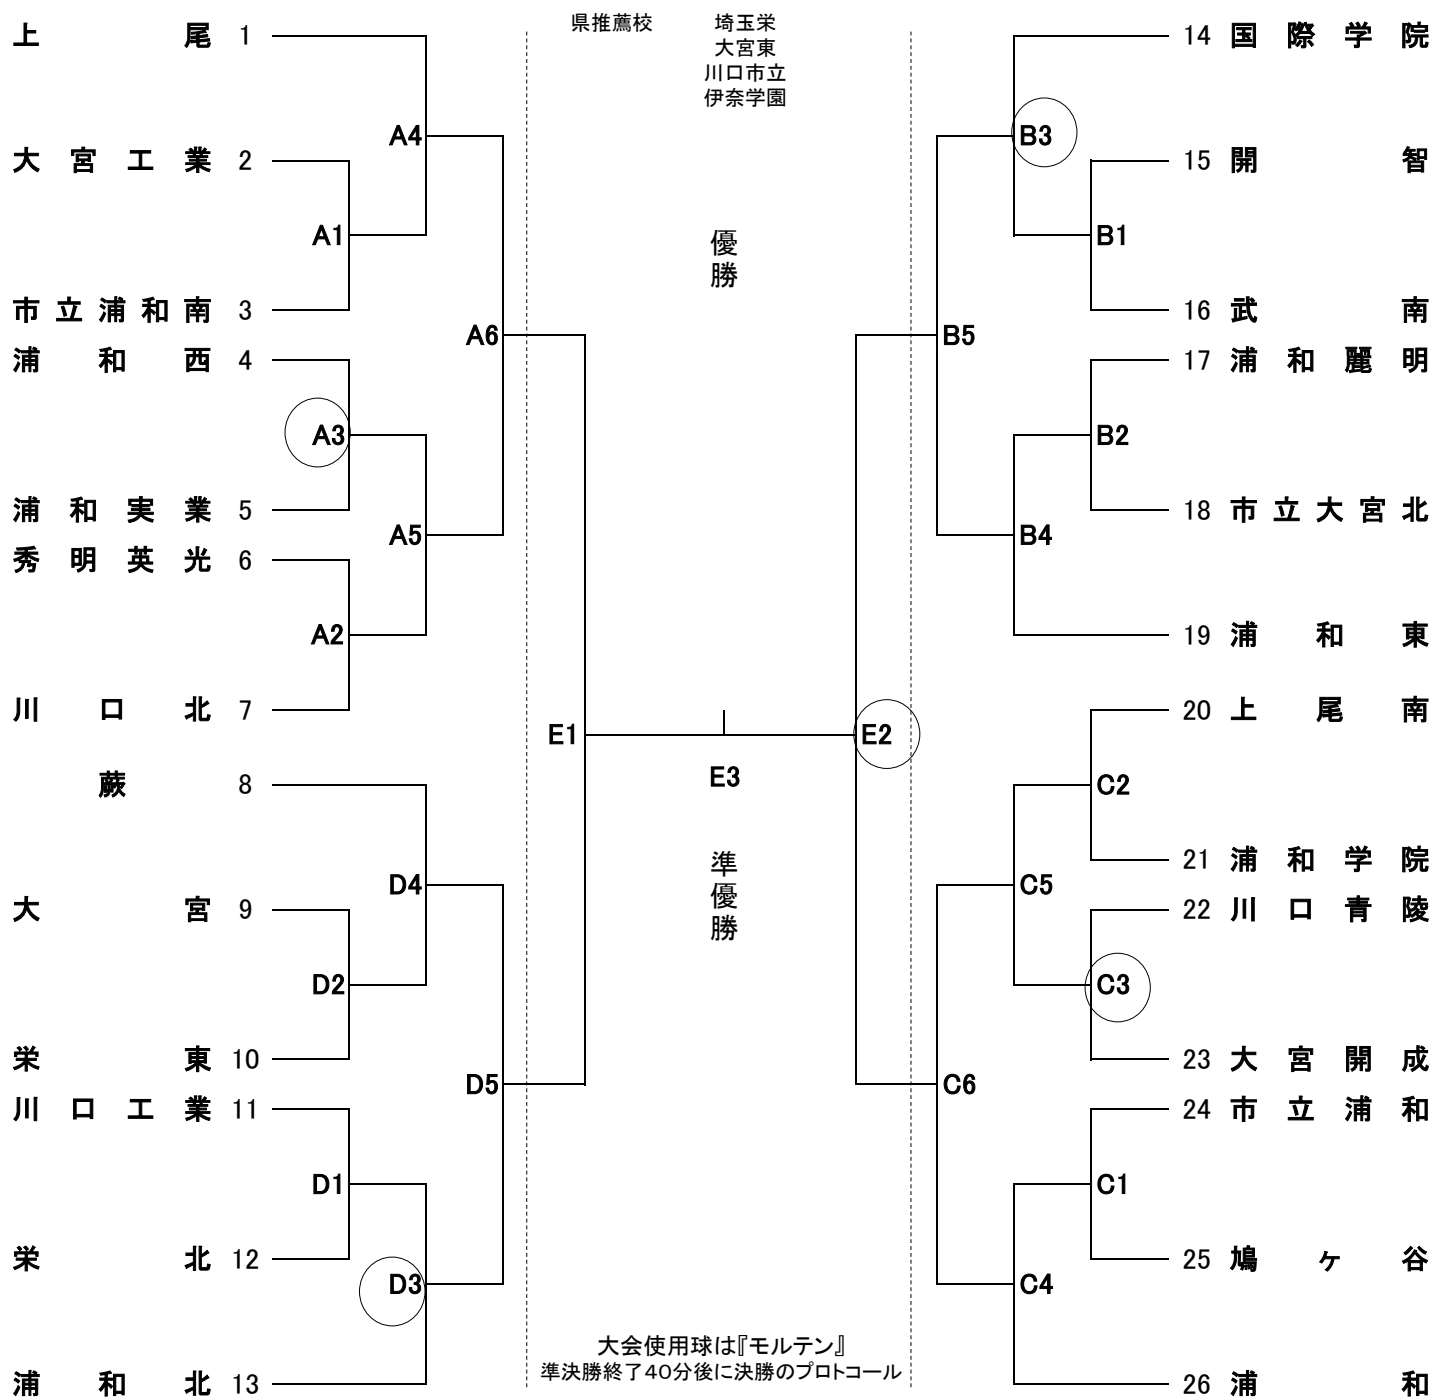 県推薦校 埼玉栄
大宮東
川口市立
伊奈学園
上尾 1
大宮工業 2
市立浦和南 3
浦和西 4
浦和実業 5
秀明英光 6
川口北 7
蕨 8
大宮 9
栄東 10
川口工業 11
栄北 12
浦和北 13
A4
A1
A6
A3
A5
A2
D4
D2
D5
D1
D3
優勝
E1
E3
E2
準優勝
大会使用球は『モルテン』
準決勝終了40分後に決勝のプロトコール
B3
B1
B5
B2
B4
C2
C5
C3
C6
C1
C4
14 国際学院
15 開智
16 武南
17 浦和麗明
18 市立大宮北
19 浦和東
20 上尾南
21 浦和学院
22 川口青陵
23 大宮開成
24 市立浦和
25 鳩ヶ谷
26 浦和